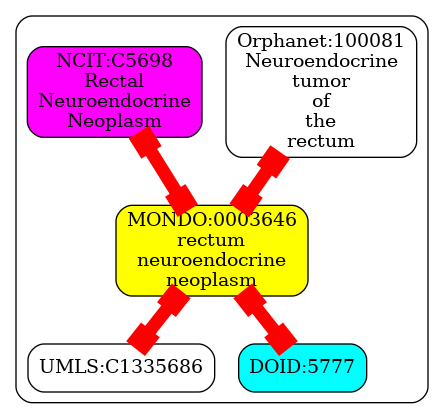 NCIT:C5698
Rectal
Neuroendocrine
Neoplasm
Orphanet:100081
Neuroendocrine
tumor
of
the
rectum
MONDO:0003646
rectum
neuroendocrine
neoplasm
UMLS:C1335686
DOID:5777